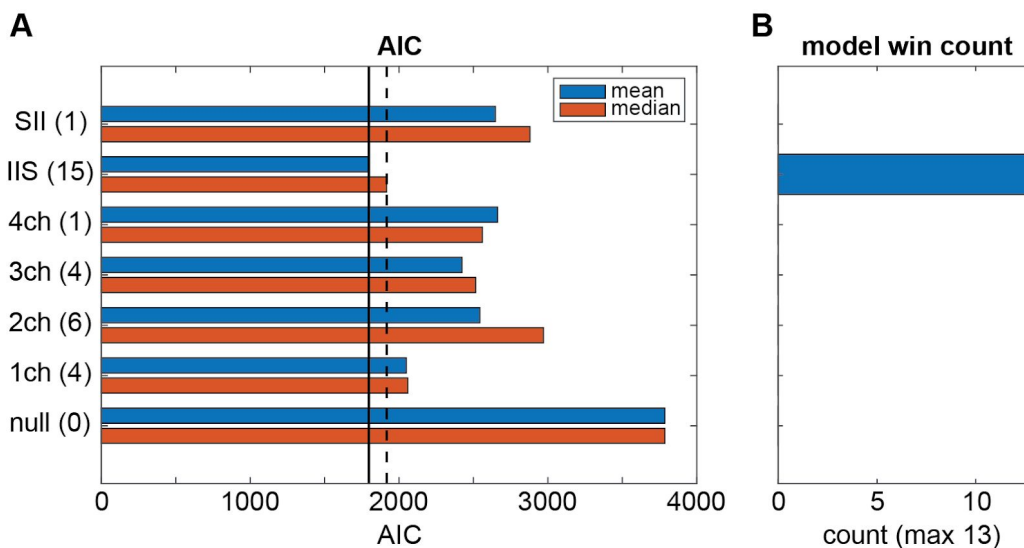 A
AIC
mean
median
SII (1)
IIS (15)
4ch (1)
3ch (4)
2ch (6)
1ch (4)
null (0)
0 1000 2000 3000 4000
AIC
B
model win count
0 5 10
count (max 13)